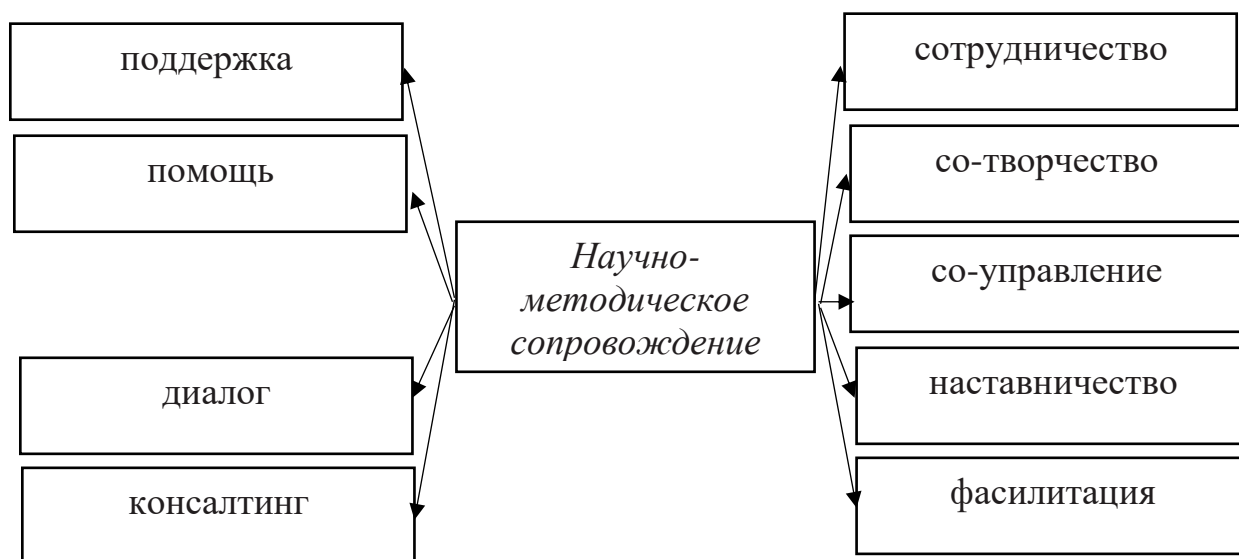 поддержка
помощь
диалог
консалтинг
Научно-
методическое
сопровождение
сотрудничество
со-творчество
со-управление
наставничество
фасилитация